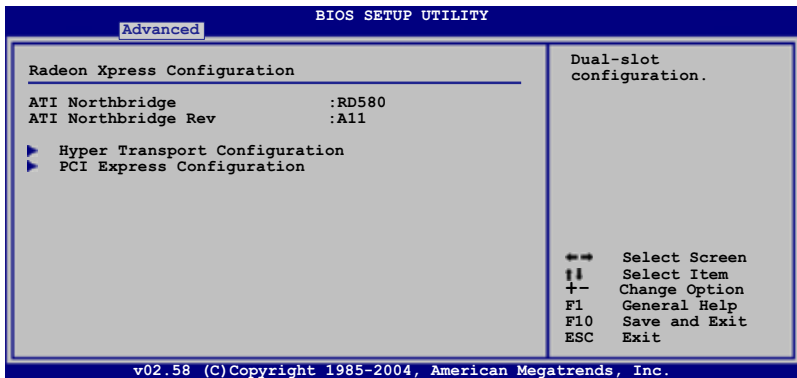 BIOS SETUP UTILITY
Advanced
Radeon Xpress Configuration
ATI Northbridge :RD580
ATI Northbridge Rev :A11
Hyper Transport Configuration
PCI Express Configuration
Dual-slot
configuration.
Select Screen
Select Item
+- Change Option
F1 General Help
F10 Save and Exit
ESC Exit
v02.58 (C)Copyright 1985-2004, American Megatrends, Inc.